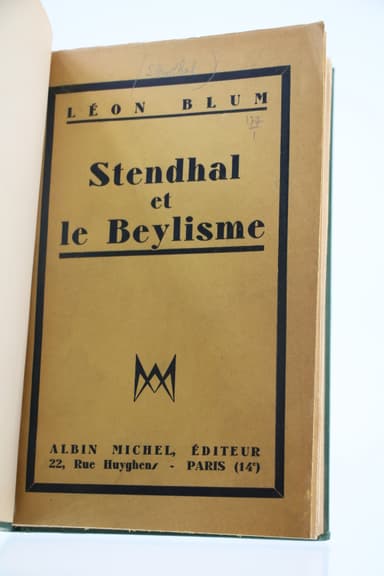 LÉON BLUM
Stendhal
et
le Beylisme
ALBIN MICHEL, ÉDITEUR
22, Rue Huyghens - PARIS (14e)